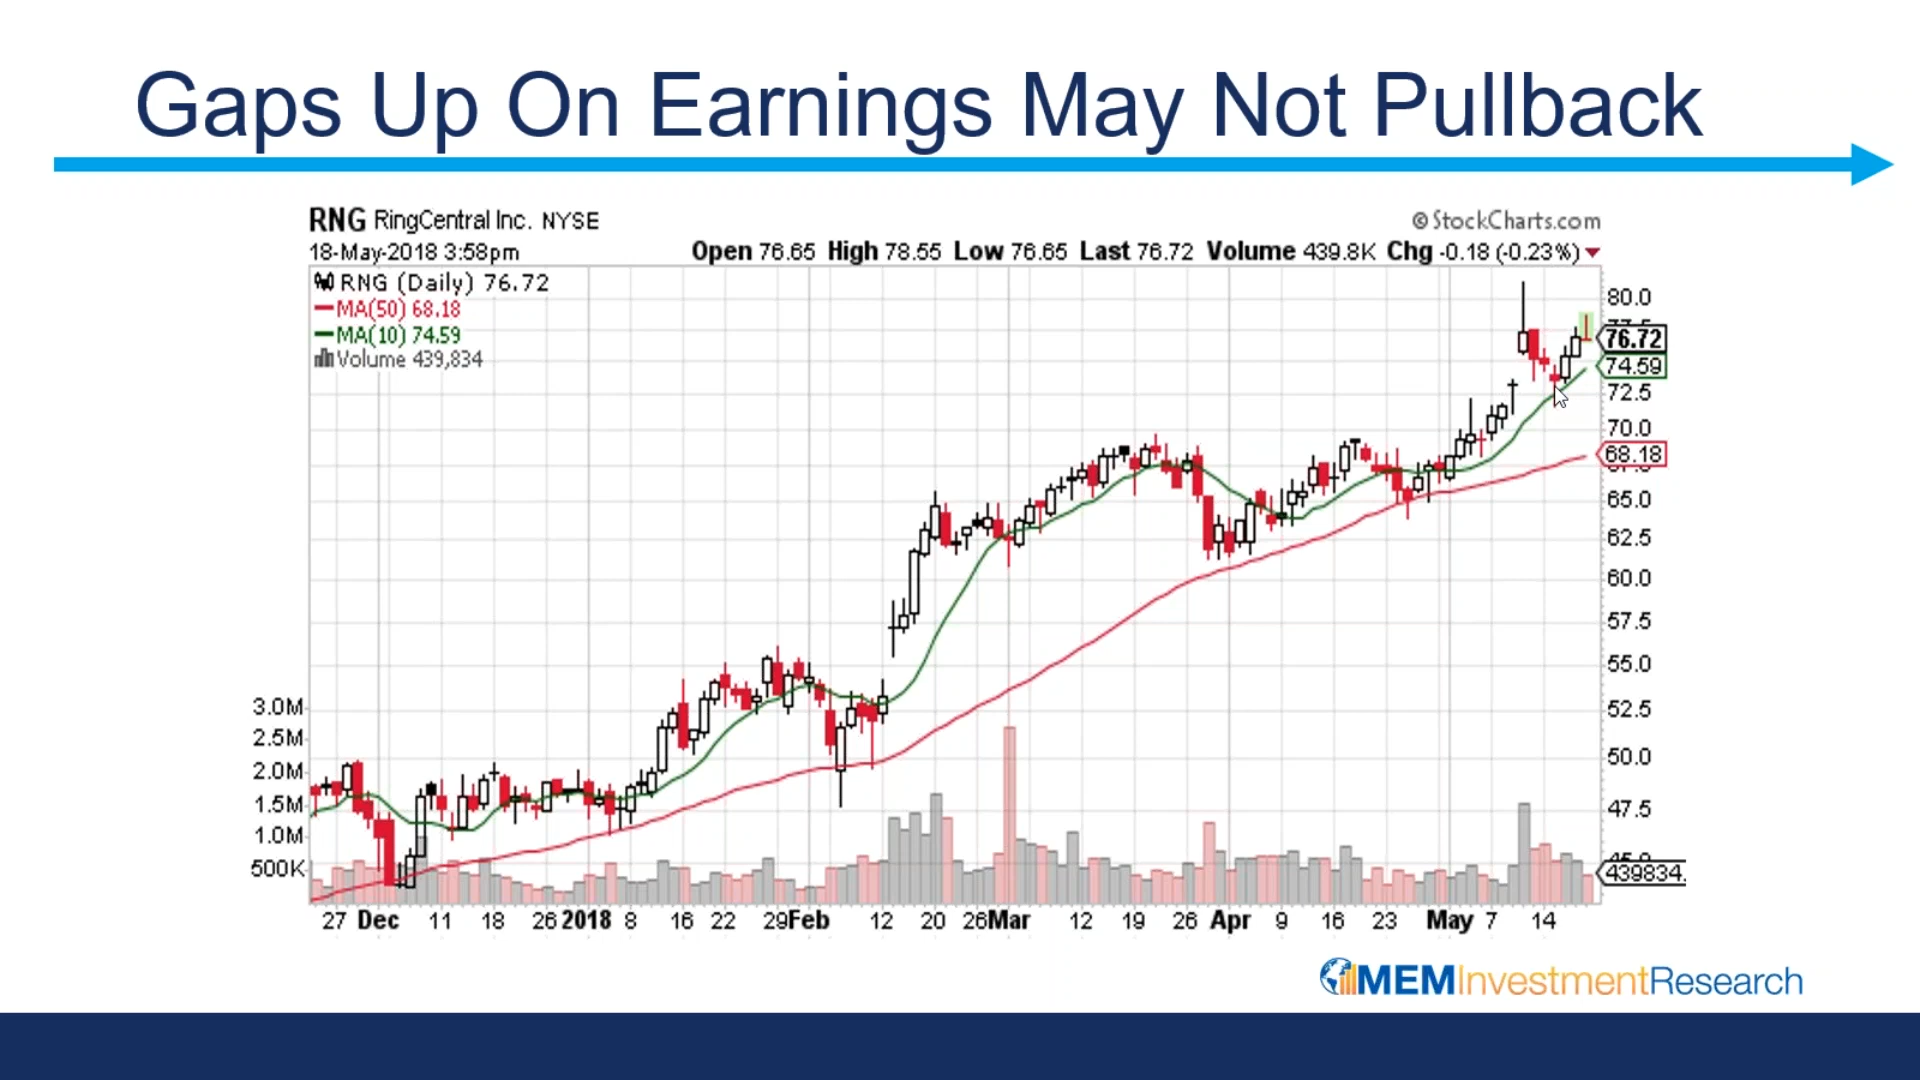 Gaps Up On Earnings May Not Pullback
RNG RingCentral Inc. NYSE
© StockCharts.com
18-May-2018 3:58pm
Open 76.65 High 78.55 Low 76.65 Last 76.72 Volume 439.8K Chg -0.18 (-0.23%)
RNG (Daily) 76.72
MA(50) 68.18
MA(10) 74.59
Volume 439,834
80.0
76.72
74.59
72.5
70.0
68.18
65.0
62.5
60.0
57.5
55.0
52.5
50.0
47.5
439834.
3.0M
2.5M
2.0M
1.5M
1.0M
500K
27 Dec 11 18 26 2018 8 16 22 29 Feb 12 20 26 Mar 12 19 26 Apr 9 16 23 May 7 14
MEMInvestmentResearch